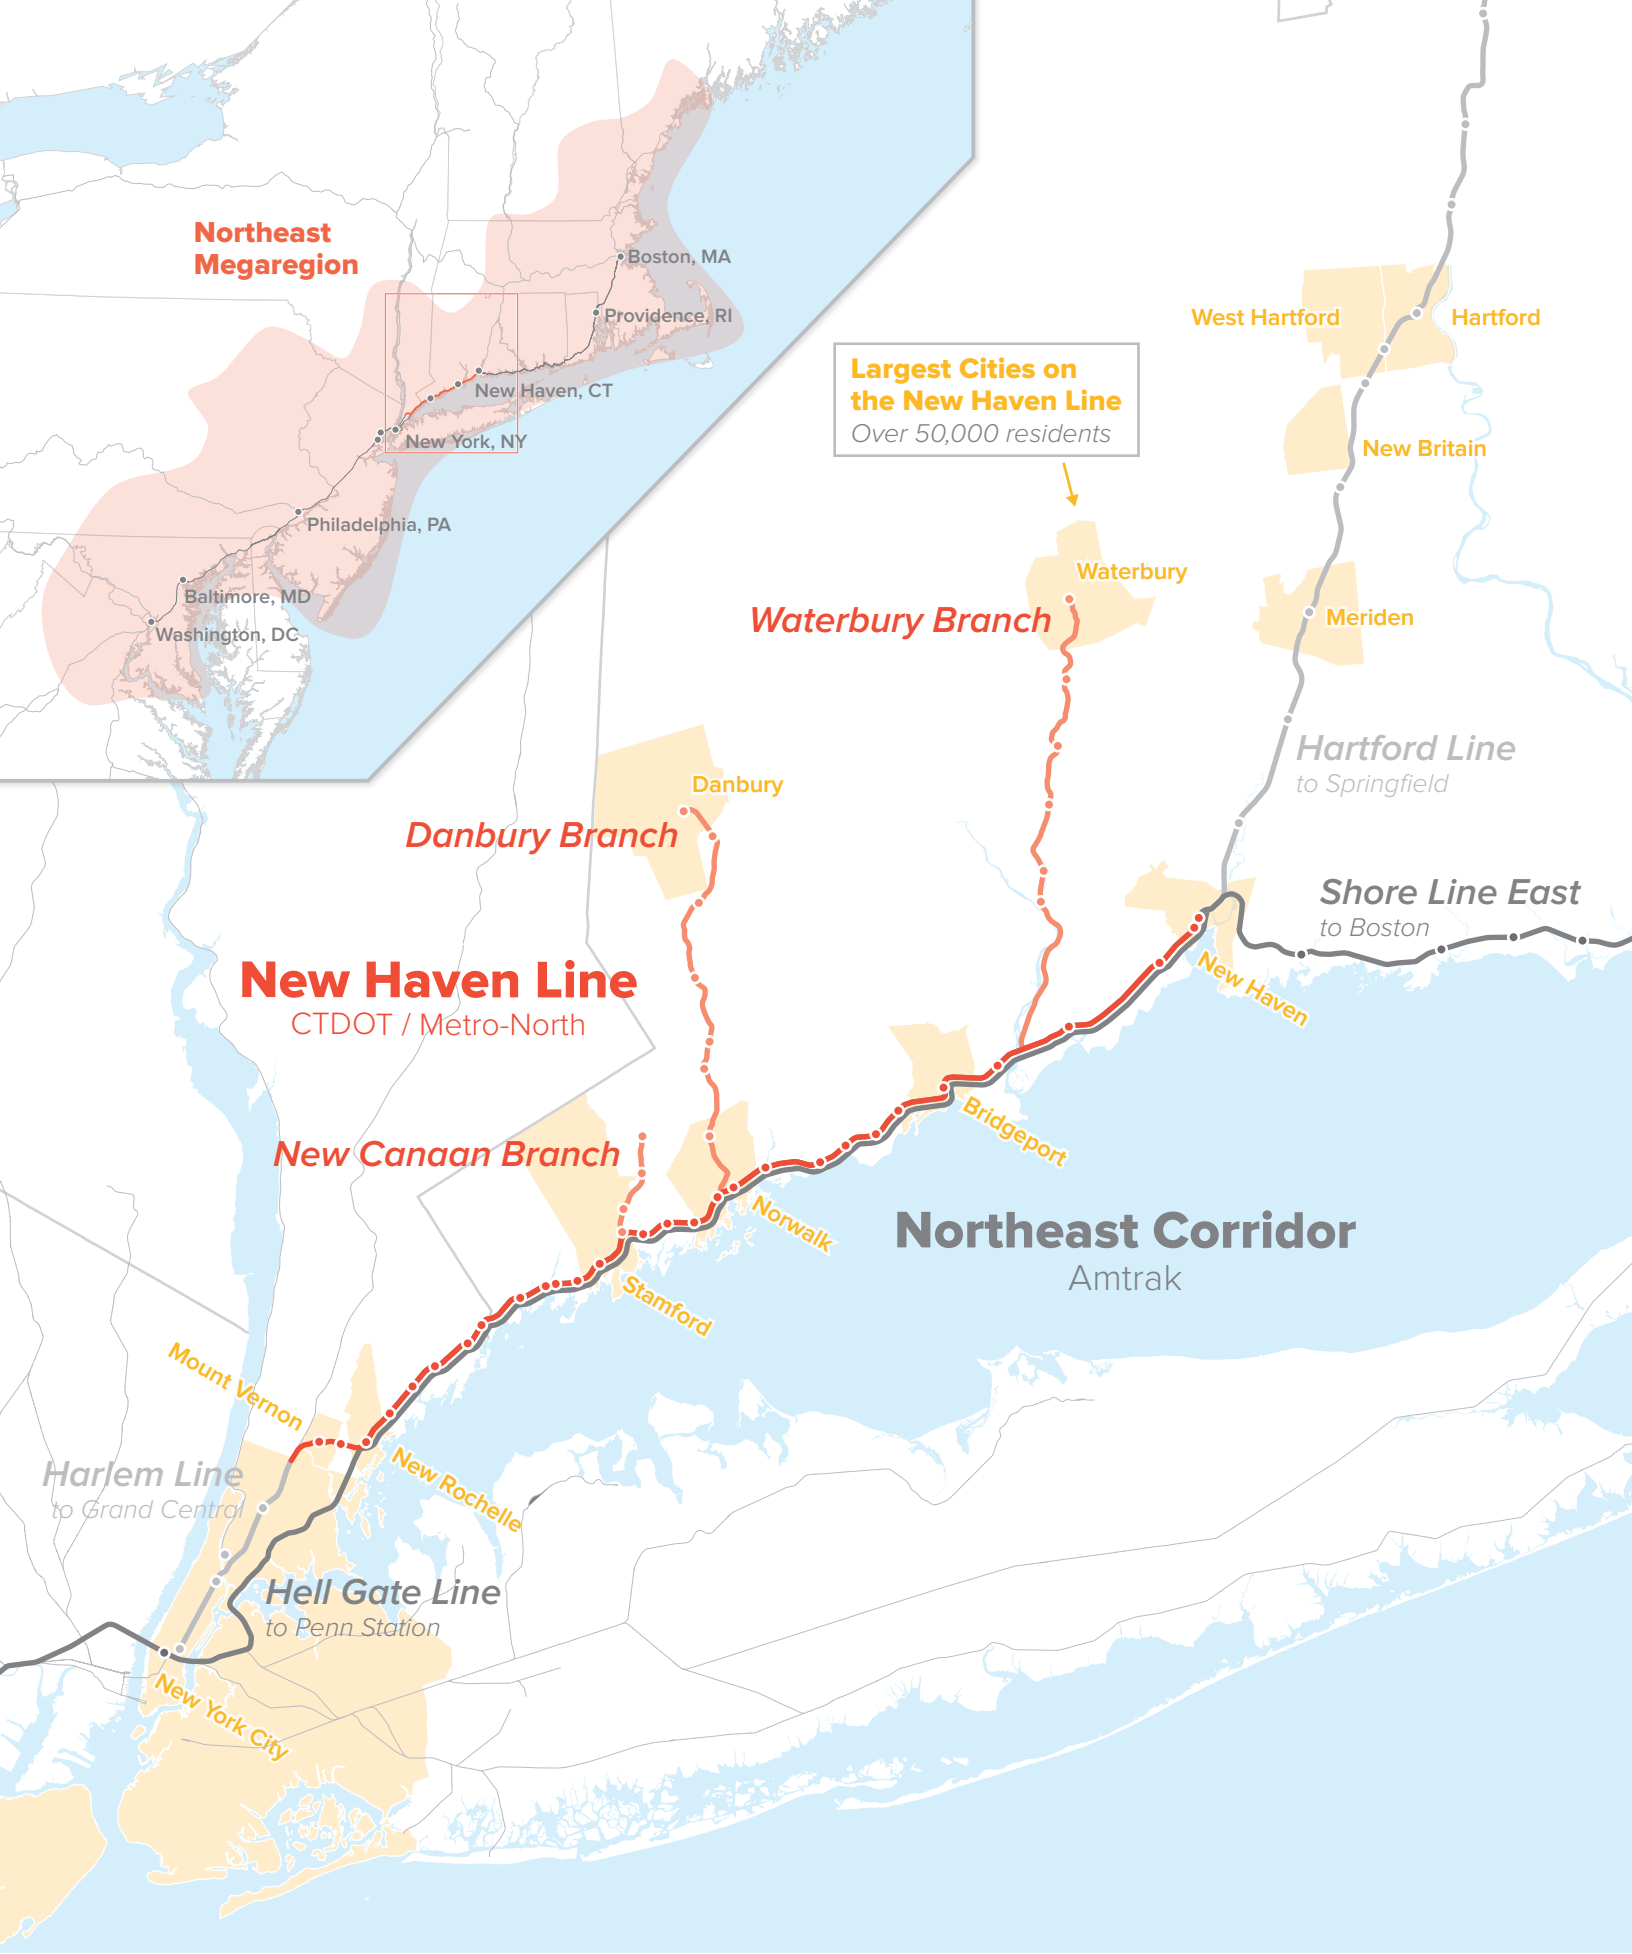 Northeast
Megaregion
Boston, MA
Providence, RI
New Haven, CT
New York, NY
Philadelphia, PA
Baltimore, MD
Washington, DC
West Hartford
Hartford
Largest Cities on
the New Haven Line
Over 50,000 residents
New Britain
Waterbury
Waterbury Branch
Meriden
Hartford Line
to Springfield
Danbury
Danbury Branch
Shore Line East
to Boston
New Haven Line
CTDOT / Metro-North
New Haven
New Canaan Branch
Bridgeport
Norwalk
Northeast Corridor
Amtrak
Stamford
Mount Vernon
New Rochelle
Harlem Line
to Grand Central
Hell Gate Line
to Penn Station
New York City